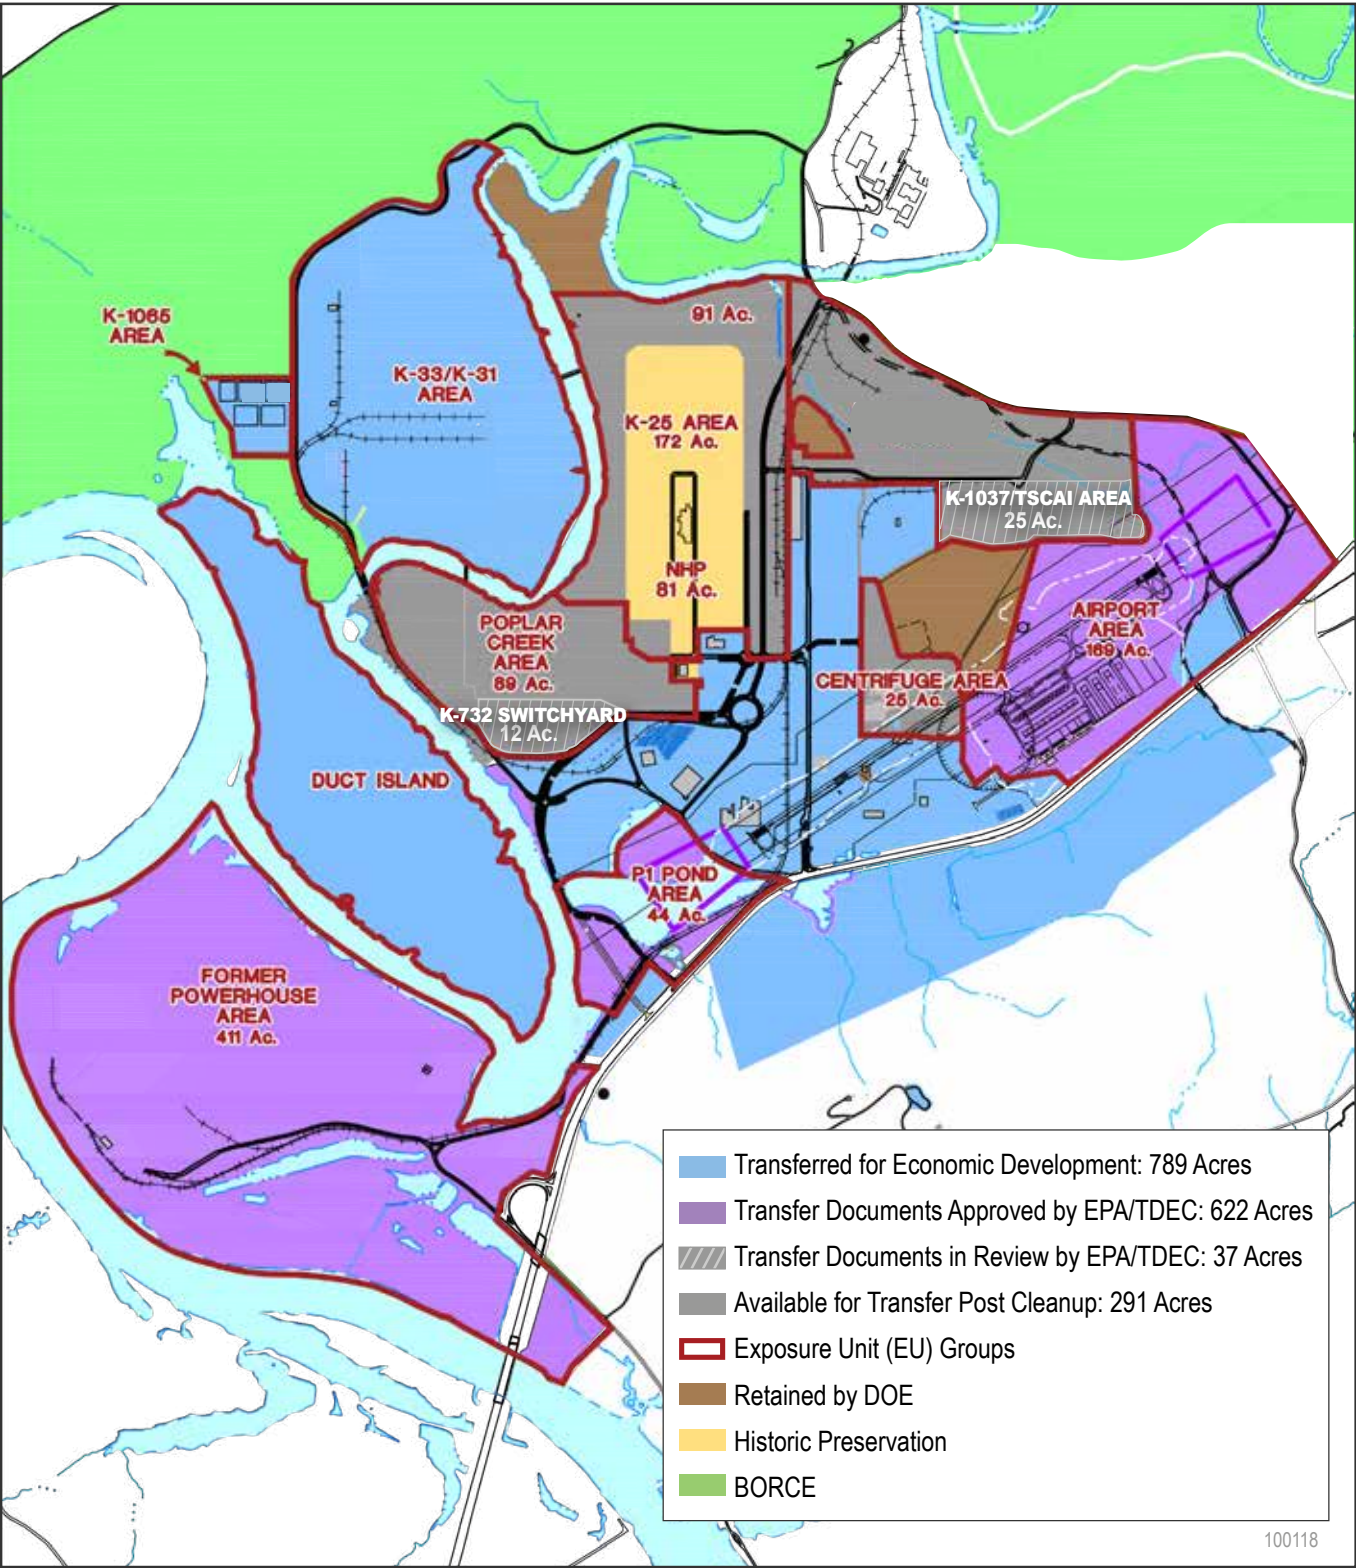 91 Ac.
K-1065
AREA
K-33/K-31
AREA
K-25 AREA
172 Ac.
K-1037/TSCAI AREA
25 Ac.
NHP
81 Ac.
POPLAR
CREEK
AREA
89 Ac.
AIRPORT
AREA
169 Ac.
CENTRIFUGE AREA
25 Ac.
K-732 SWITCHYARD
12 Ac.
DUCT ISLAND
P1 POND
AREA
44 Ac.
FORMER
POWERHOUSE
AREA
411 Ac.
Transferred for Economic Development: 789 Acres
Transfer Documents Approved by EPA/TDEC: 622 Acres
Transfer Documents in Review by EPA/TDEC: 37 Acres
Available for Transfer Post Cleanup: 291 Acres
Exposure Unit (EU) Groups
Retained by DOE
Historic Preservation
BORCE
100118